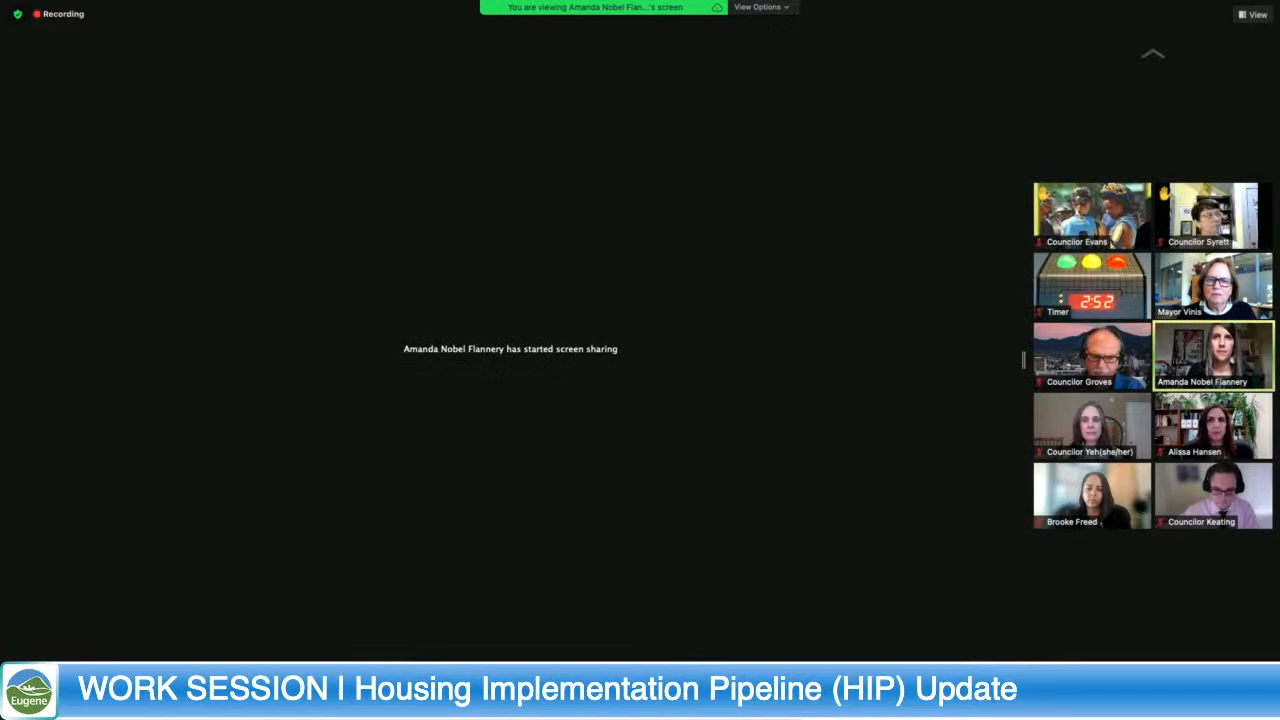 Recording
You are viewing Amanda Nobel Flan...'s screen
View Options
View
Councilor Evans
Councilor Syrett
2:52
Timer
Mayor Vinis
Amanda Nobel Flannery has started screen sharing
Councilor Groves
Amanda Nobel Flannery
Councilor Yeh(she/her)
Alissa Hansen
Brooke Freed
Councilor Keating
Eugene
WORK SESSION | Housing Implementation Pipeline (HIP) Update